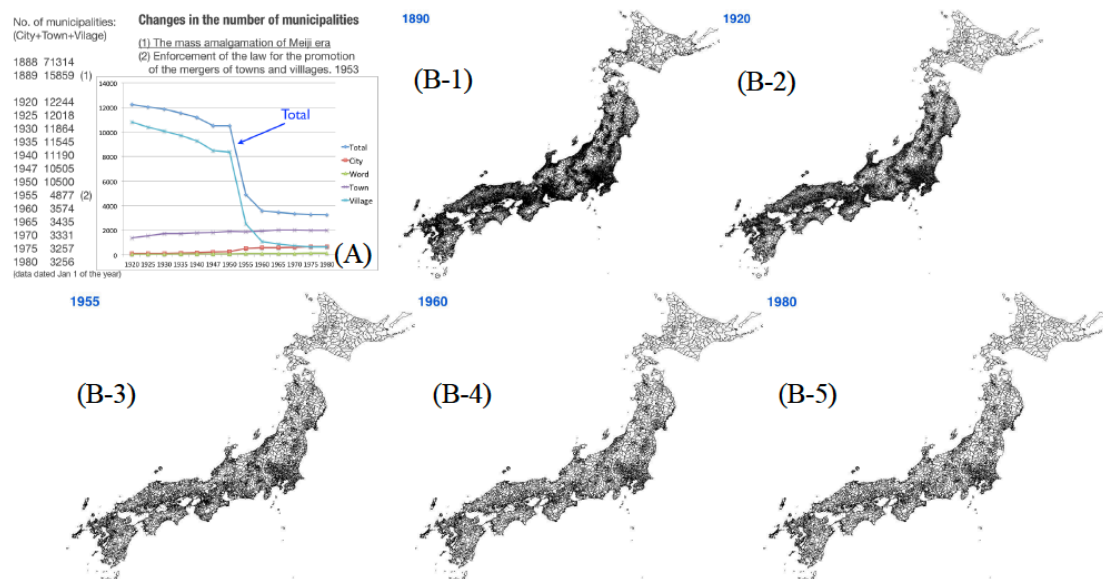 No. of municipalities:
(City+Town+Vilage)
1888 71314
1889 15859 (1)
1920 12244
1925 12018
1930 11864
1935 11545
1940 11190
1947 10505
1950 10500
1955 4877 (2)
1960 3574
1965 3435
1970 3331
1975 3257
1980 3256
(data dated Jan 1 of the year)
Changes in the number of municipalities
(1) The mass amalgamation of Meiji era
(2) Enforcement of the law for the promotion
of the mergers of towns and villlages. 1953
14000
12000
10000
8000
6000
4000
2000
0
1920 1925 1930 1935 1940 1947 1950 1955 1960 1965 1970 1975 1980
Total
Total
City
Word
Town
Village
(A)
1890
(B-1)
1920
(B-2)
1955
(B-3)
1960
(B-4)
1980
(B-5)